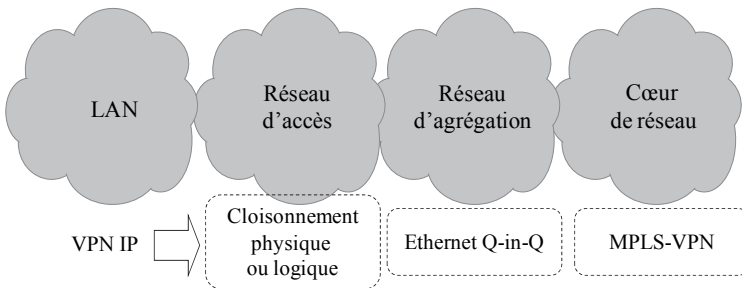 LAN
Réseau
d'accès
Réseau
d'agrégation
Cœur
de réseau
VPN IP
Cloisonnement
physique
ou logique
Ethernet Q-in-Q
MPLS-VPN